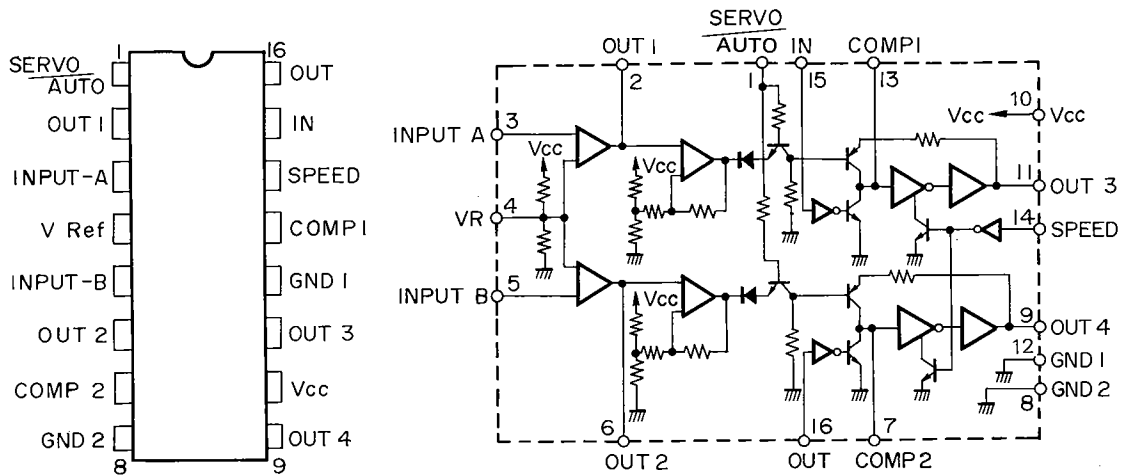 1
16
SERVO
AUTO
OUT
OUT 1
IN
INPUT-A
SPEED
V Ref
COMP1
INPUT-B
GND 1
OUT 2
OUT 3
COMP 2
Vcc
GND 2
OUT 4
8
9
SERVO
OUT 1
AUTO
IN
COMP1
2
1
15
13
INPUT A
3
Vcc
Vcc
Vcc
10
Vcc
11
OUT 3
VR
4
14
SPEED
INPUT B
5
Vcc
9
OUT 4
12
GND 1
GND 2
8
6
OUT 2
16
OUT
7
COMP2